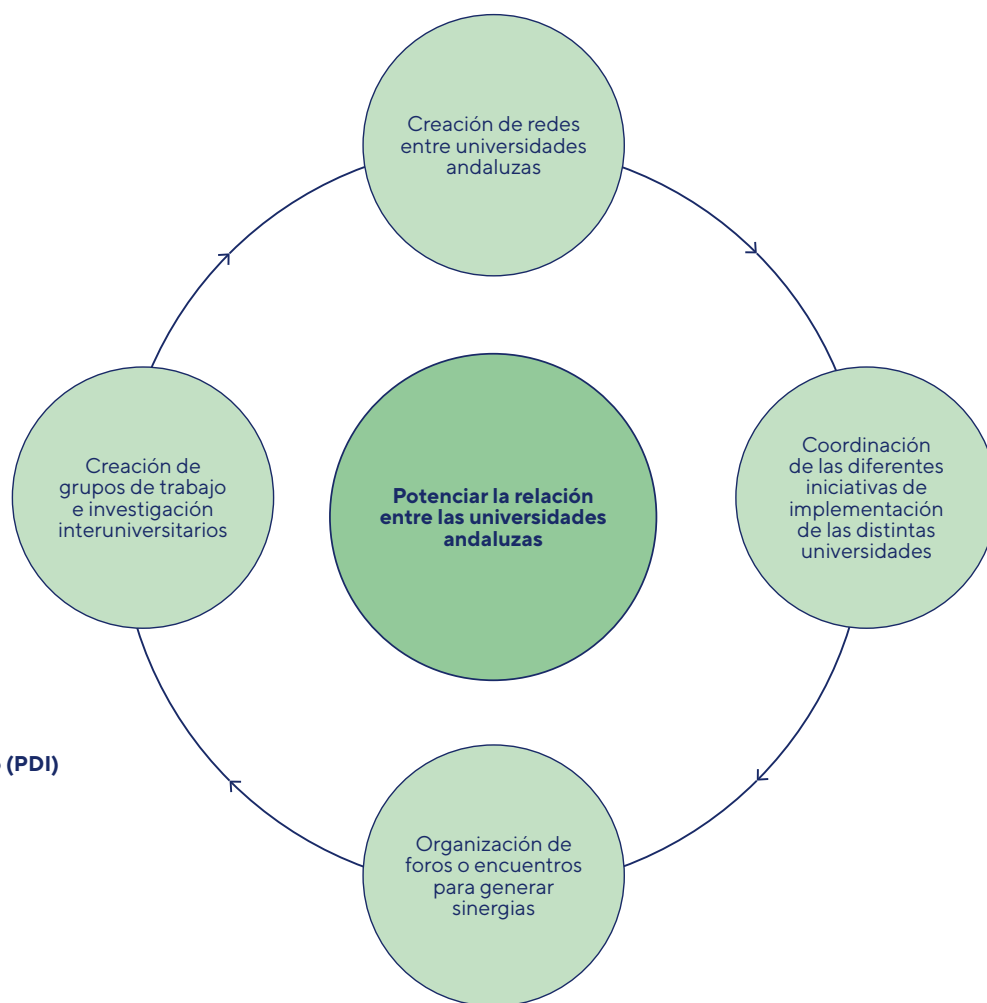 Creación de redes
entre universidades
andaluzas
Creación de
grupos de trabajo
e investigación
interuniversitarios
Potenciar la relación
entre las universidades
andaluzas
Coordinación
de las diferentes
iniciativas de
implementación
de las distintas
universidades
(PDI)
Organización de
foros o encuentros
para generar
sinergias